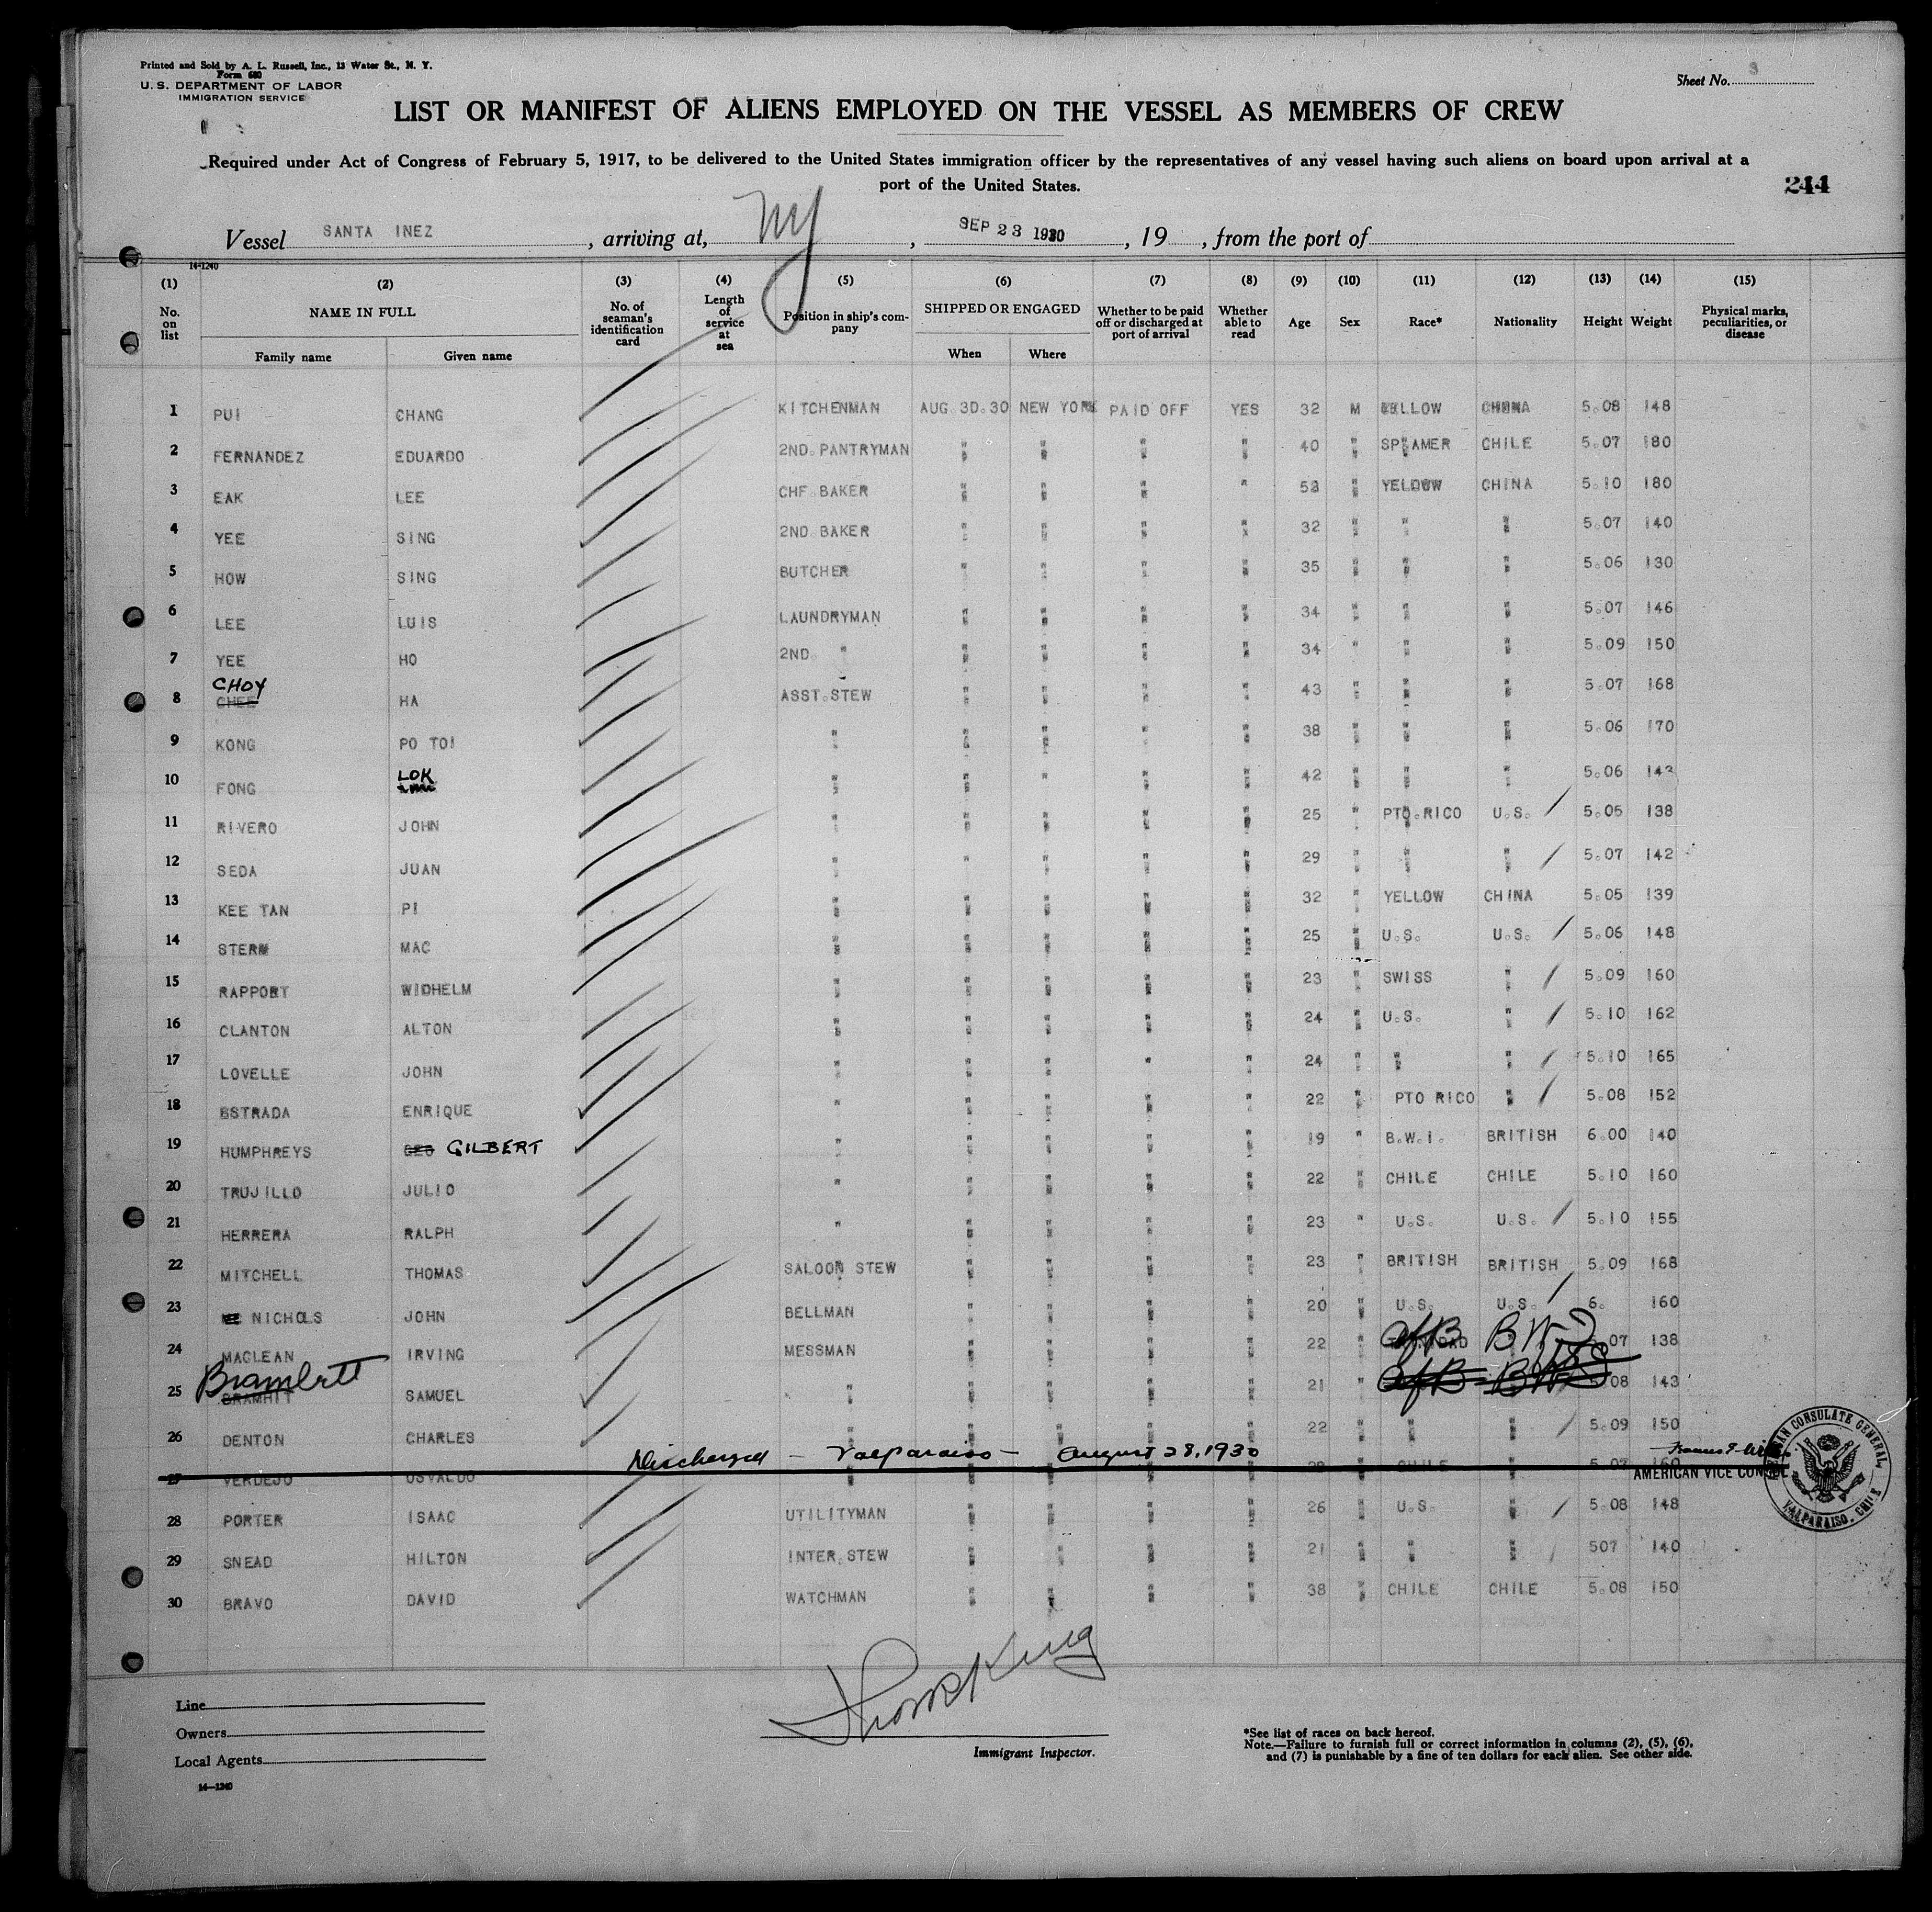 Printed and Sold by A. L. Russell, Inc., 13 Water St., N. Y.
Form 680
U. S. DEPARTMENT OF LABOR
IMMIGRATION SERVICE
Sheet No. 3
LIST OR MANIFEST OF ALIENS EMPLOYED ON THE VESSEL AS MEMBERS OF CREW
Required under Act of Congress of February 5, 1917, to be delivered to the United States immigration officer by the representatives of any vessel having such aliens on board upon arrival at a
port of the United States.
244
Vessel SANTA INEZ, arriving at, NY, SEP 23 1930, 19 , from the port of
14-1240
(1) (2) (3) (4) (5) (6) (7) (8) (9) (10) (11) (12) (13) (14) (15)
No. on list NAME IN FULL Family name Given name No. of seaman's identification card Length of service at sea Position in ship's company SHIPPED OR ENGAGED When Where Whether to be paid off or discharged at port of arrival Whether able to read Age Sex Race* Nationality Height Weight Physical marks, peculiarities, or disease
1 PUI CHANG KITCHENMAN AUG 30.30 NEW YORK PAID OFF YES 32 M YELLOW CHINA 5.08 148
2 FERNANDEZ EDUARDO 2ND. PANTRYMAN " " " " 40 " SP.AMER CHILE 5.07 180
3 EAK LEE CHF BAKER " " " " 53 " YELLOW CHINA 5.10 180
4 YEE SING 2ND BAKER " " " " 32 " " " 5.07 140
5 HOW SING BUTCHER " " " " 35 " " " 5.06 130
6 LEE LUIS LAUNDRYMAN " " " " 34 " " " 5.07 146
7 YEE HO 2ND " " " " " 34 " " " 5.09 150
8 CHEE CHOY HA ASST.STEW " " " " 43 " " " 5.07 168
9 KONG PO TOI " " " " " 38 " " " 5.06 170
10 FONG LOK " " " " " 42 " " " 5.06 143
11 RIVERO JOHN " " " " " 25 " PTO.RICO U.S. 5.05 138
12 SEDA JUAN " " " " " 29 " " " 5.07 142
13 KEE TAN PI " " " " " 32 " YELLOW CHINA 5.05 139
14 STERN MAC " " " " " 25 " U.S. U.S. 5.06 148
15 RAPPORT WIDHELM " " " " " 23 " SWISS " 5.09 160
16 CLANTON ALTON " " " " " 24 " U.S. " 5.10 162
17 LOVELLE JOHN " " " " " 24 " " " 5.10 165
18 ESTRADA ENRIQUE " " " " " 22 " PTO RICO " 5.08 152
19 HUMPHREYS GEO GILBERT " " " " " 19 " B.W.I. BRITISH 6.00 140
20 TRUJILLO JULIO " " " " " 22 " CHILE CHILE 5.10 160
21 HERRERA RALPH " " " " " 23 " U.S. U.S. 5.10 155
22 MITCHELL THOMAS SALOON STEW " " " " 23 " BRITISH BRITISH 5.09 168
23 NICHOLS JOHN BELLMAN " " " " 20 " U.S. U.S. 6. 160
24 MACLEAN IRVING MESSMAN " " " " 22 " AfB BWI 07 138
25 BRAMHIT Bramlett SAMUEL " " " " " 21 " AfB BWI US 08 143
26 DENTON CHARLES " " " " " 22 " " " 5.09 150
Discharged — Valparaiso — August 28, 1930
27 VERDEJO OSVALDO " CHILE 5.07 160
AMERICAN VICE CONSUL
AMERICAN CONSULATE GENERAL, VALPARAISO, CHILE
28 PORTER ISAAC UTILITYMAN " " " " 26 " U.S. " 5.08 148
29 SNEAD HILTON INTER.STEW " " " " 21 " " " 507 140
30 BRAVO DAVID WATCHMAN " " " " 38 " CHILE CHILE 5.08 150
Line
Owners
Local Agents
14—1240
Immigrant Inspector.
*See list of races on back hereof.
Note.—Failure to furnish full or correct information in columns (2), (5), (6),
and (7) is punishable by a fine of ten dollars for each alien. See other side.